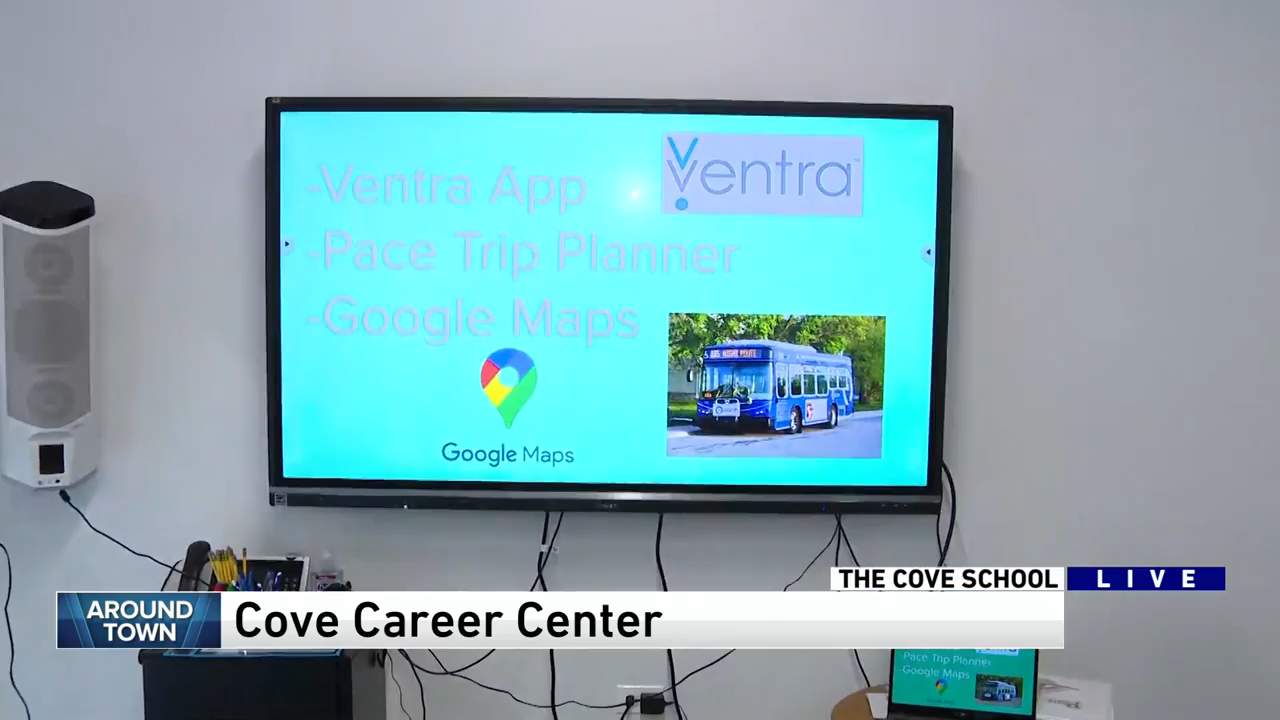 -Ventra App
Ventra
-Pace Trip Planner
-Google Maps
Google Maps
THE COVE SCHOOL
LIVE
AROUND
TOWN
Cove Career Center
-Pace Trip Planner
-Google Maps